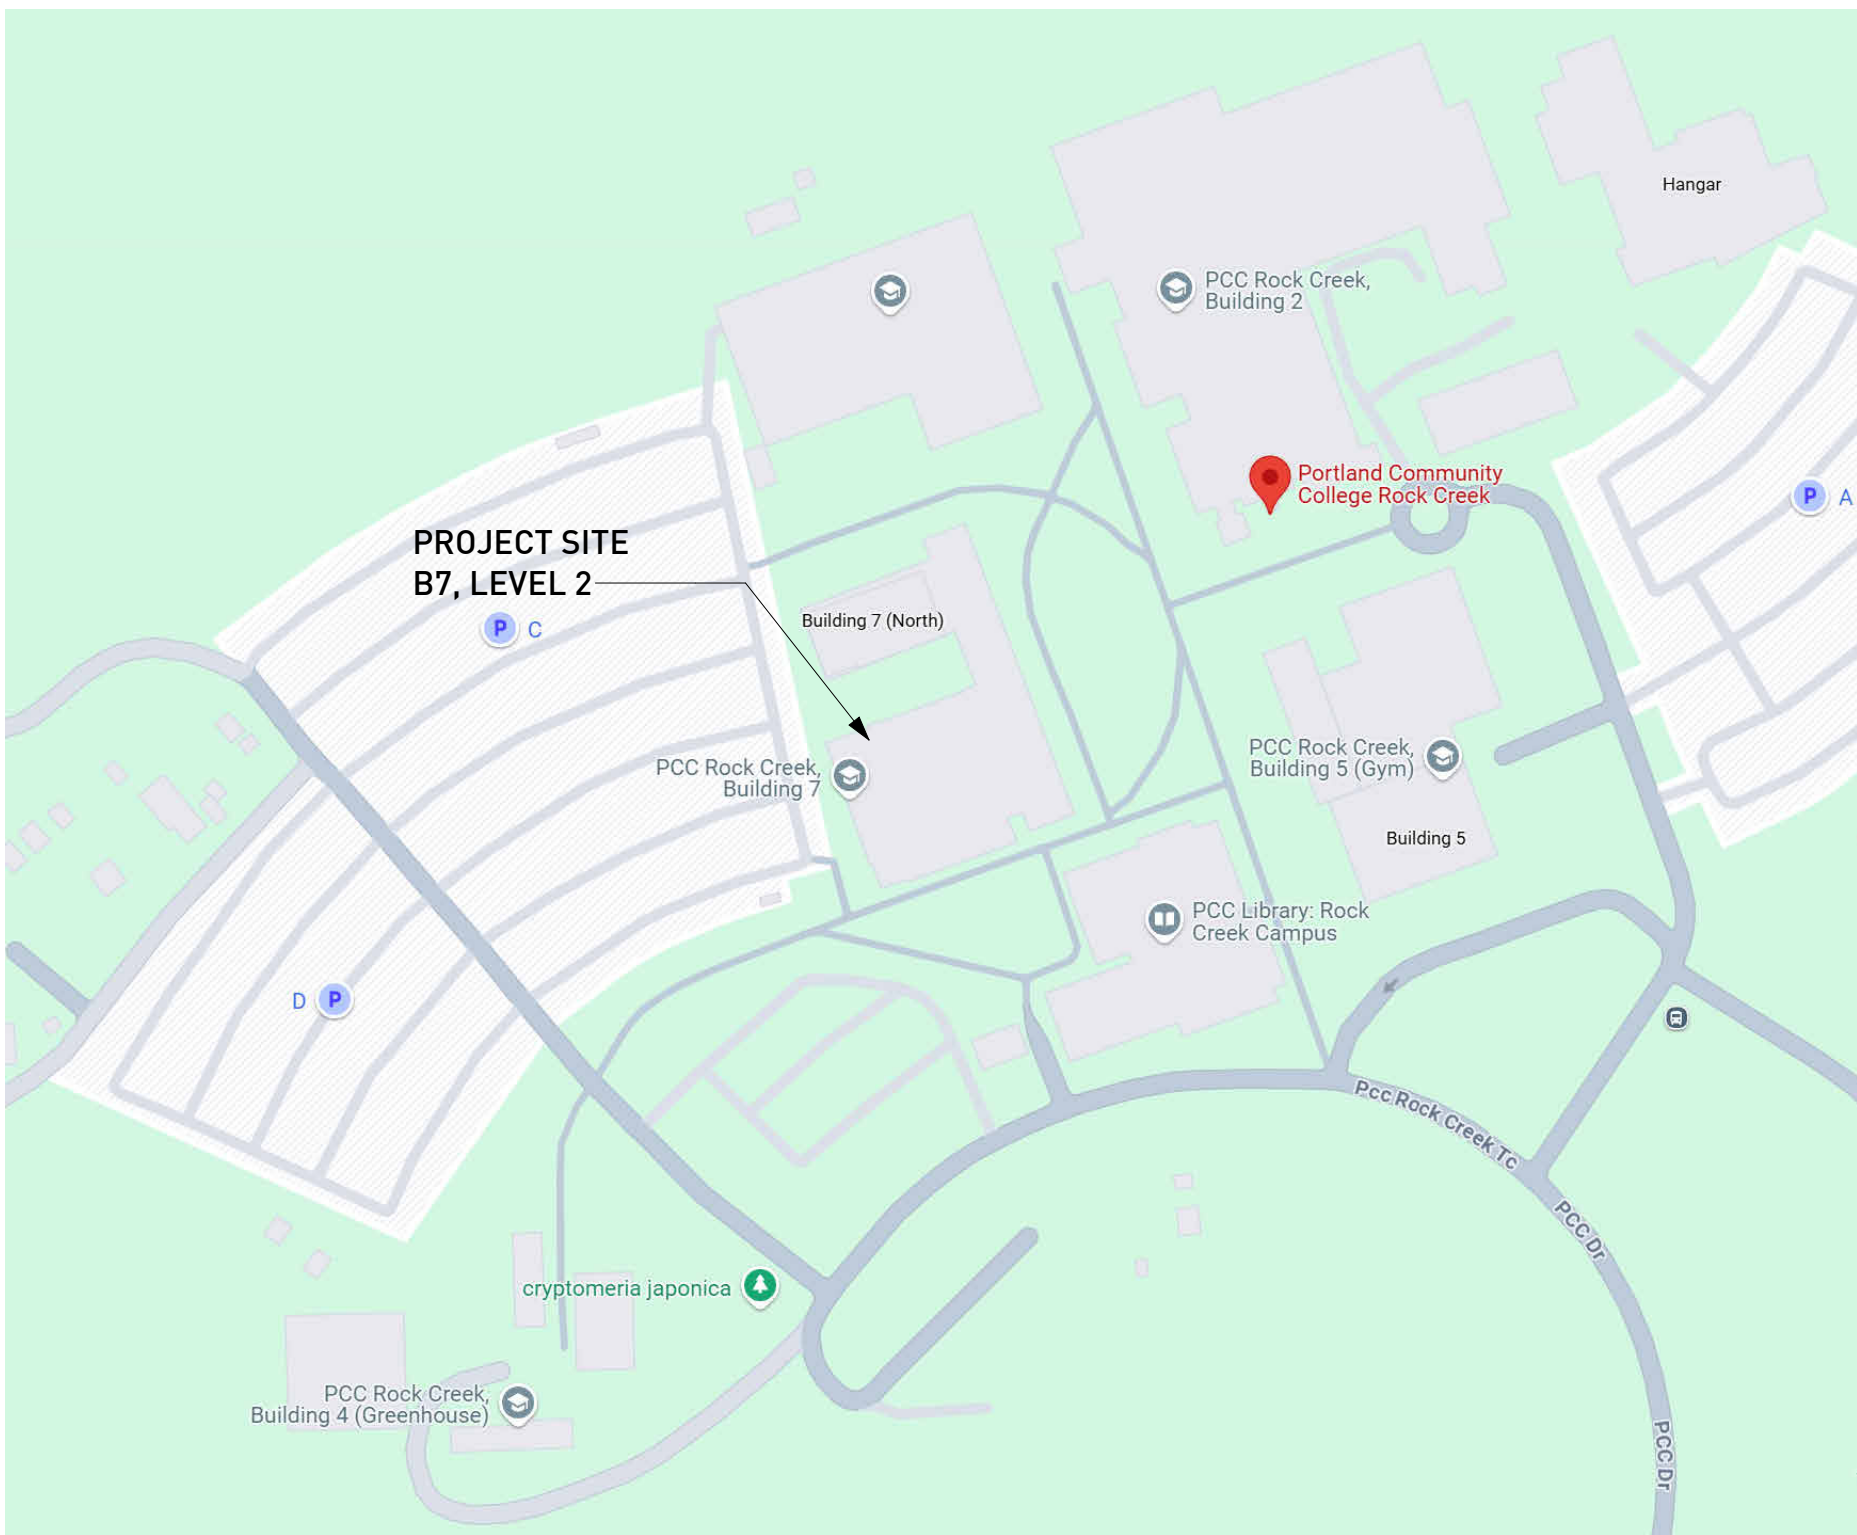 Hangar
PCC Rock Creek,
Building 2
Portland Community
College Rock Creek
P A
PROJECT SITE
B7, LEVEL 2
P C
Building 7 (North)
PCC Rock Creek,
Building 7
PCC Rock Creek,
Building 5 (Gym)
Building 5
PCC Library: Rock
Creek Campus
D P
Pcc Rock Creek Tc
PCC Dr
cryptomeria japonica
PCC Rock Creek,
Building 4 (Greenhouse)
PCC Dr